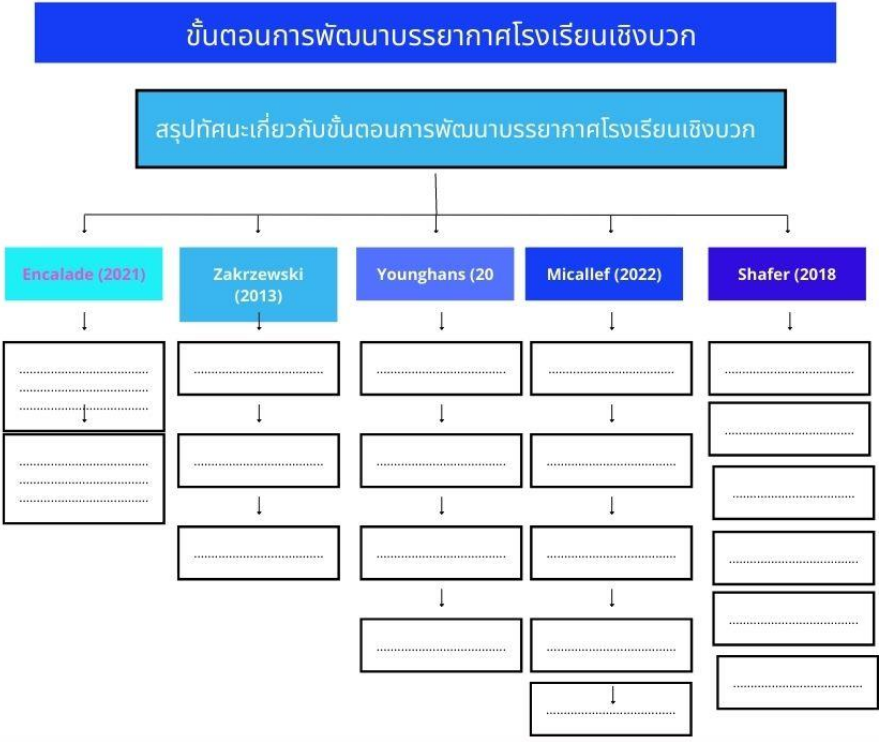 ขั้นตอนการพัฒนาบรรยากาศโรงเรียนเชิงบวก
สรุปทัศนะเกี่ยวกับขั้นตอนการพัฒนาบรรยากาศโรงเรียนเชิงบวก
Encalade (2021)
Zakrzewski
(2013)
Younghans (20
Micallef (2022)
Shafer (2018